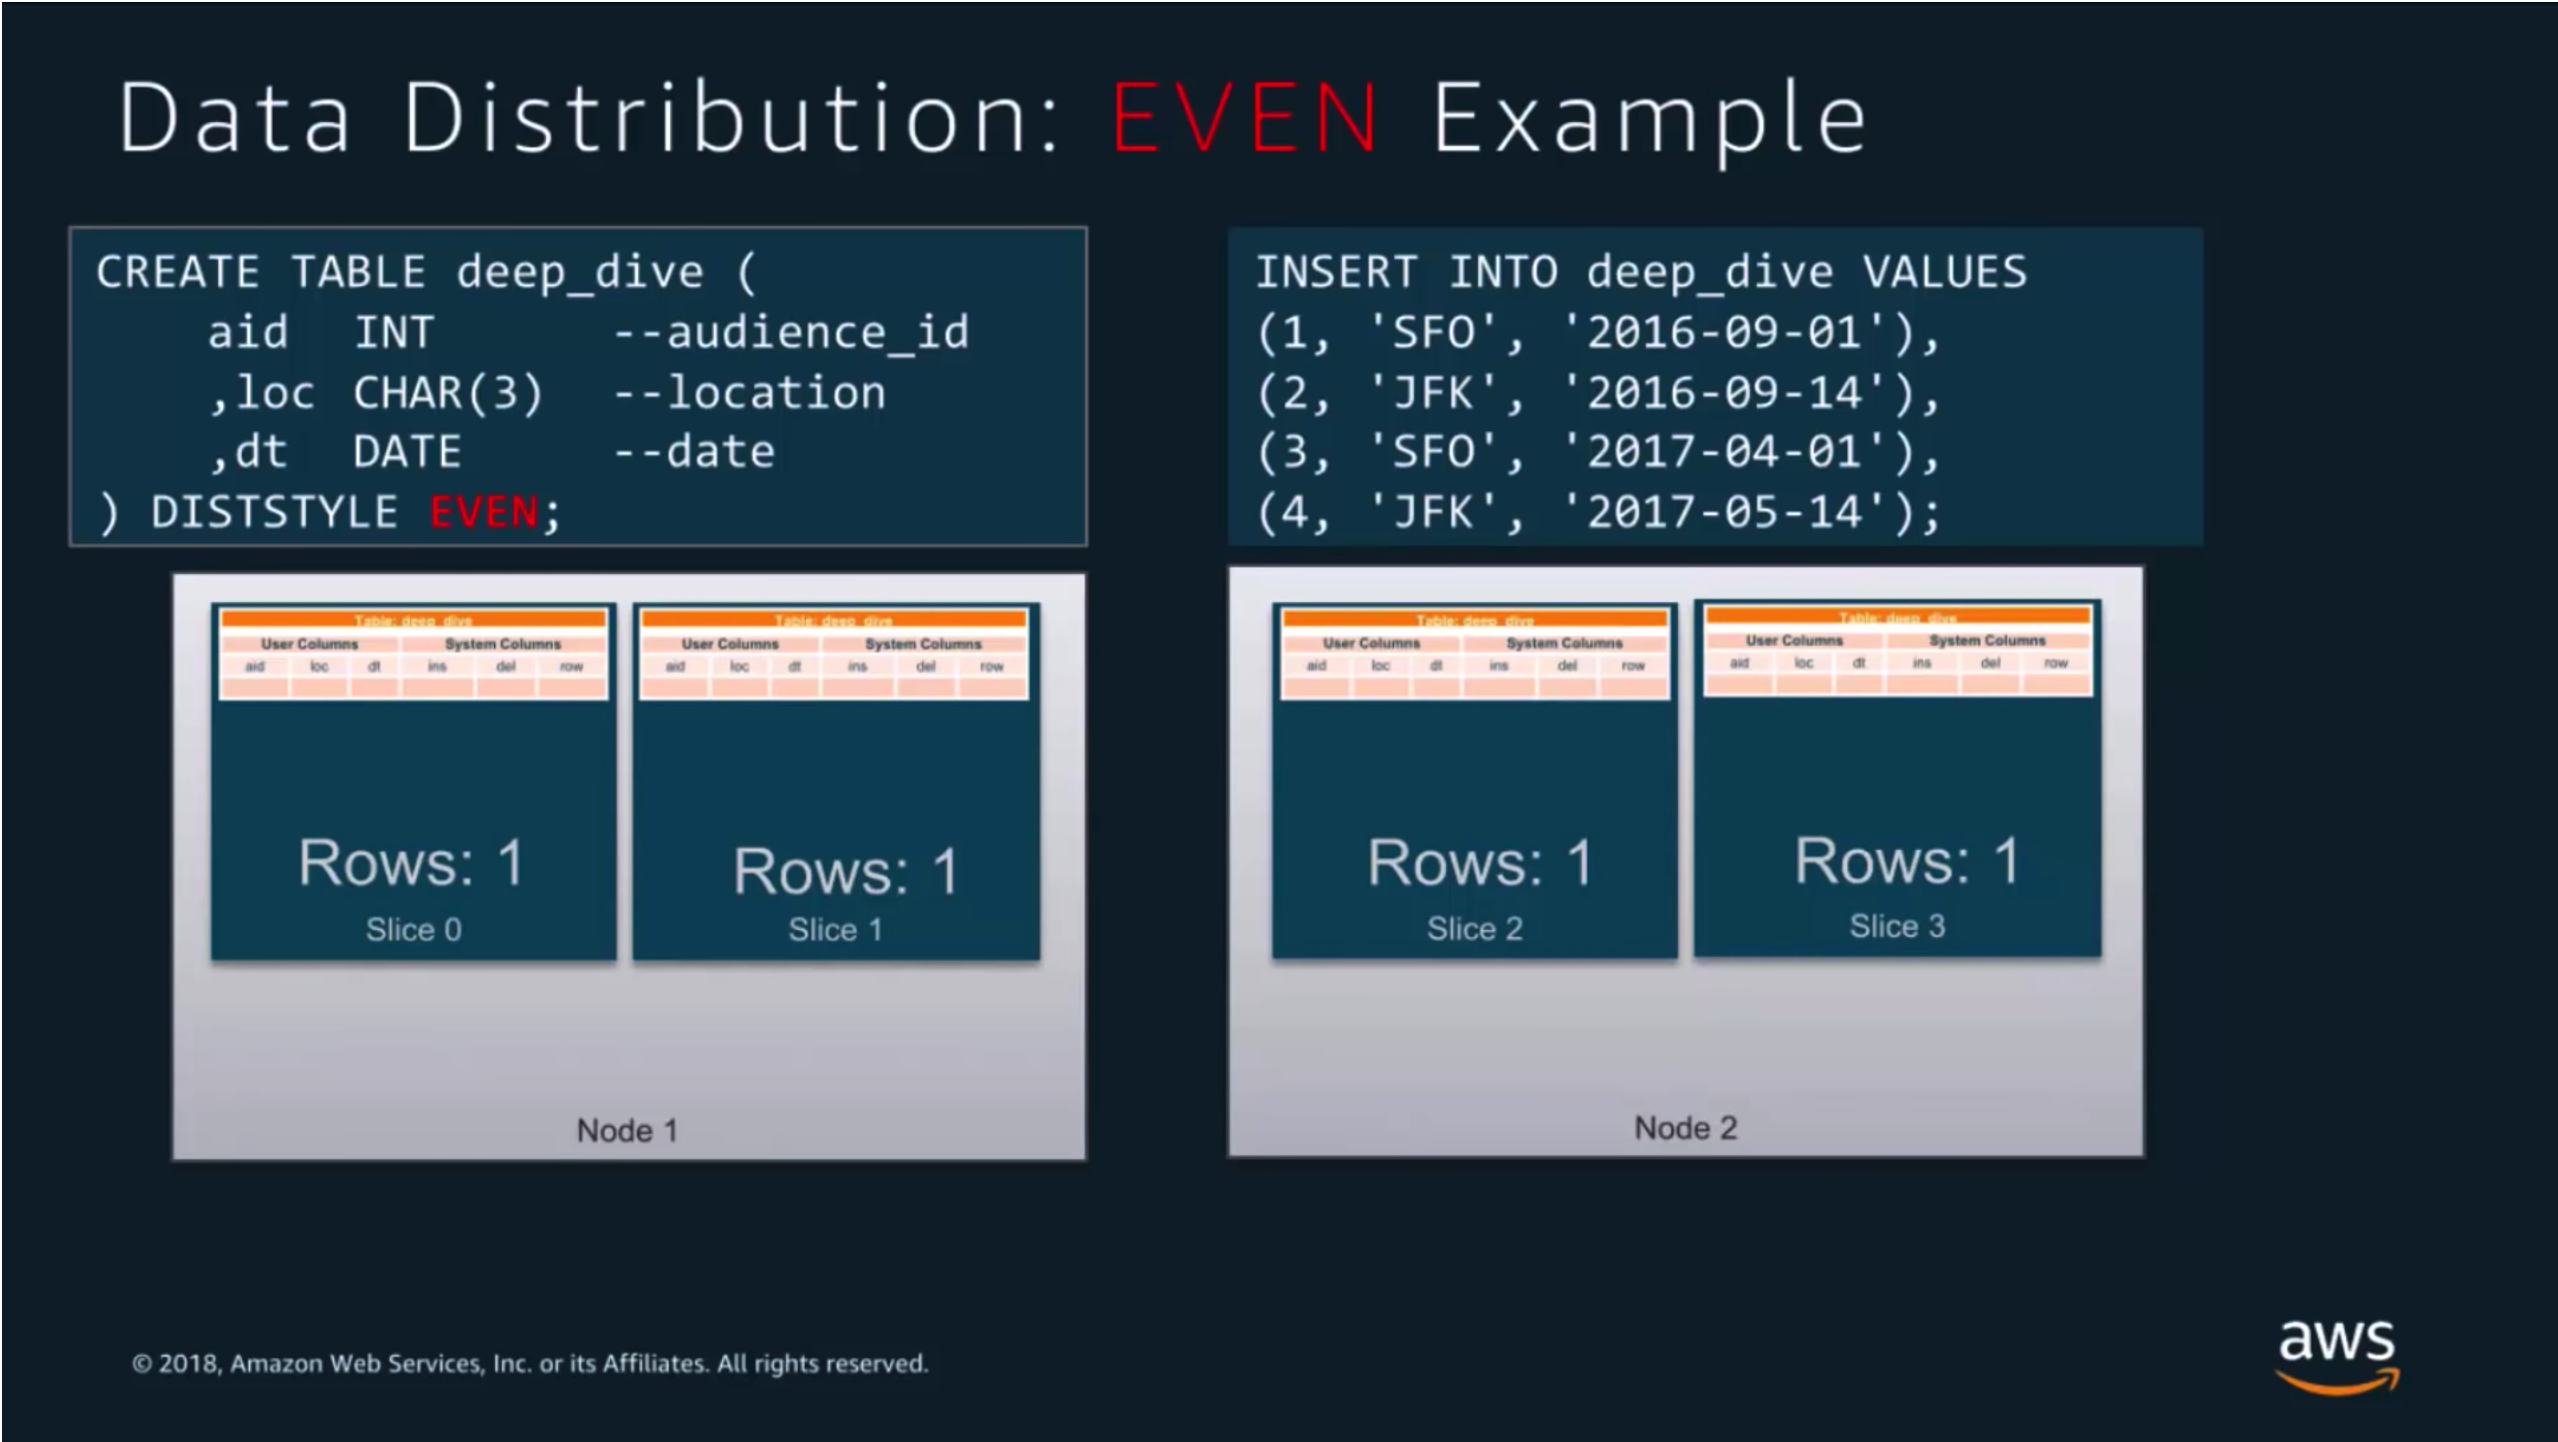 Data Distribution: EVEN Example
CREATE TABLE deep_dive (
aid INT --audience_id
,loc CHAR(3) --location
,dt DATE --date
) DISTSTYLE EVEN;
INSERT INTO deep_dive VALUES
(1, 'SFO', '2016-09-01'),
(2, 'JFK', '2016-09-14'),
(3, 'SFO', '2017-04-01'),
(4, 'JFK', '2017-05-14');
Table: deep_dive
User Columns System Columns
aid loc dt ins del row
Rows: 1
Slice 0
Table: deep_dive
User Columns System Columns
aid loc dt ins del row
Rows: 1
Slice 1
Node 1
Table: deep_dive
User Columns System Columns
aid loc dt ins del row
Rows: 1
Slice 2
Table: deep_dive
User Columns System Columns
aid loc dt ins del row
Rows: 1
Slice 3
Node 2
© 2018, Amazon Web Services, Inc. or its Affiliates. All rights reserved.
aws